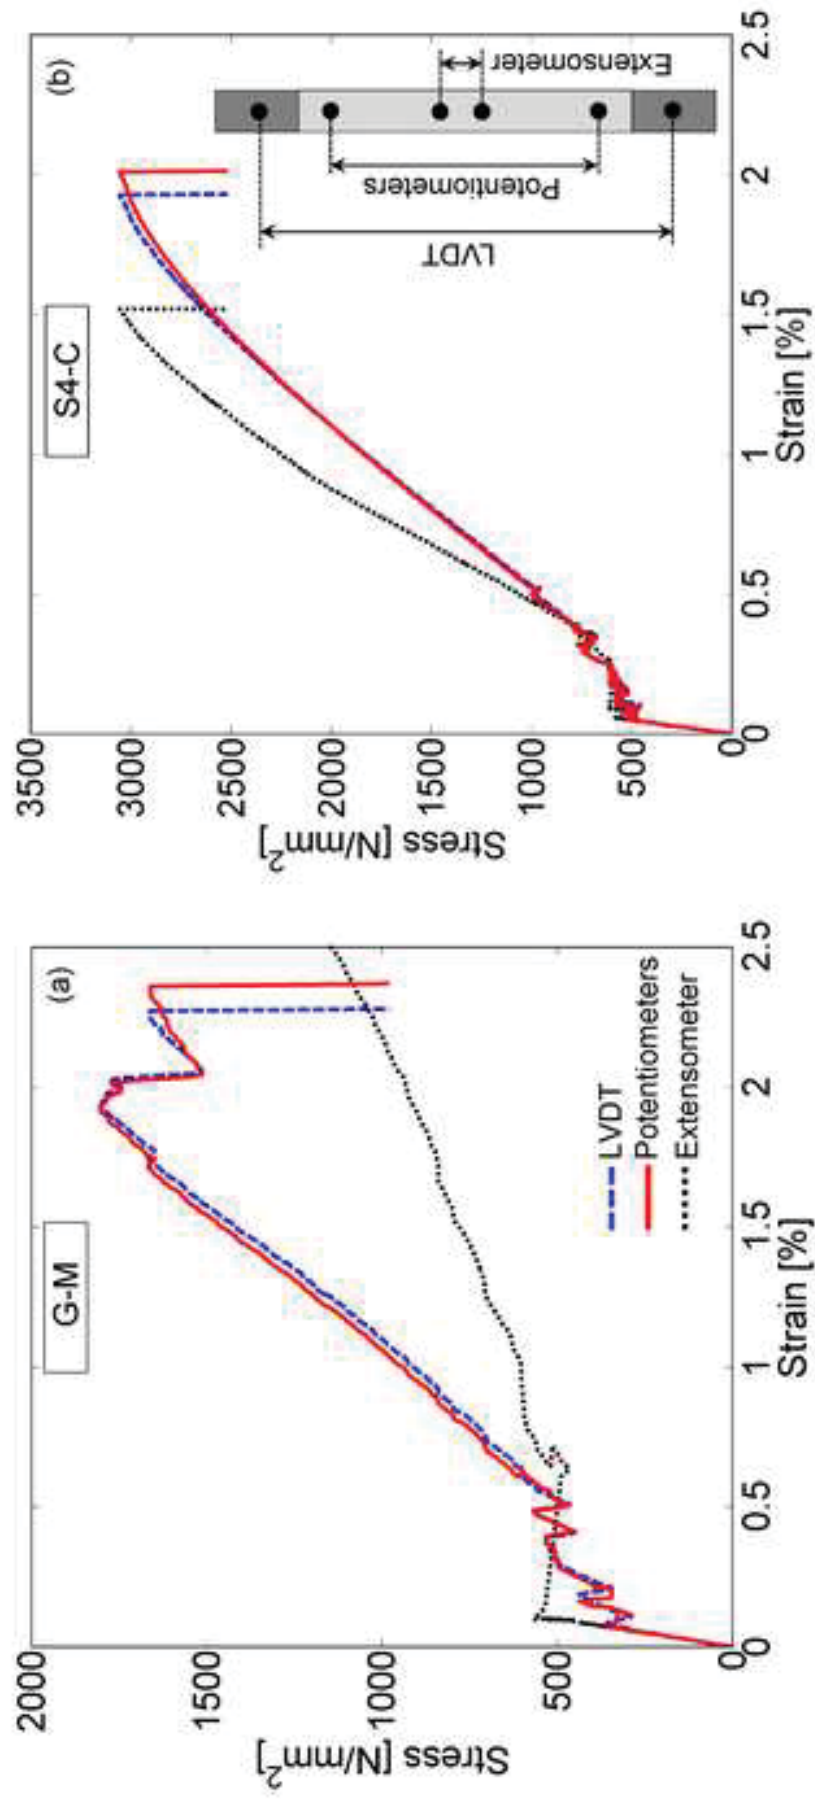 G-M
(a)
2000
1500
1000
500
0
Stress [N/mm²]
0
0.5
1
1.5
2
2.5
Strain [%]
LVDT
Potentiometers
Extensometer
S4-C
(b)
3500
3000
2500
2000
1500
1000
500
0
Stress [N/mm²]
0
0.5
1
1.5
2
2.5
Strain [%]
LVDT
Potentiometers
Extensometer